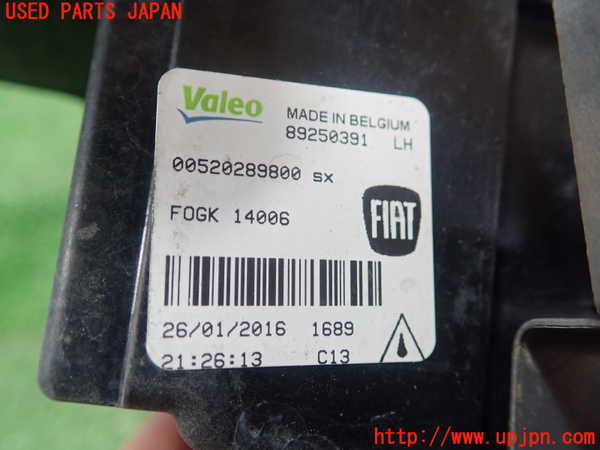 USED PARTS JAPAN
Valeo
MADE IN BELGIUM
89250391 LH
00520289800 sx
FOGK 14006
FIAT
26/01/2016 1689
21:26:13 C13
http://www.upjpn.com/